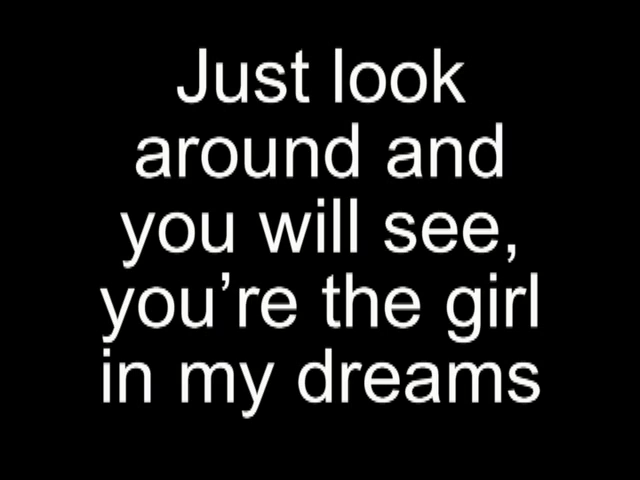 Just look
around and
you will see,
you’re the girl
in my dreams